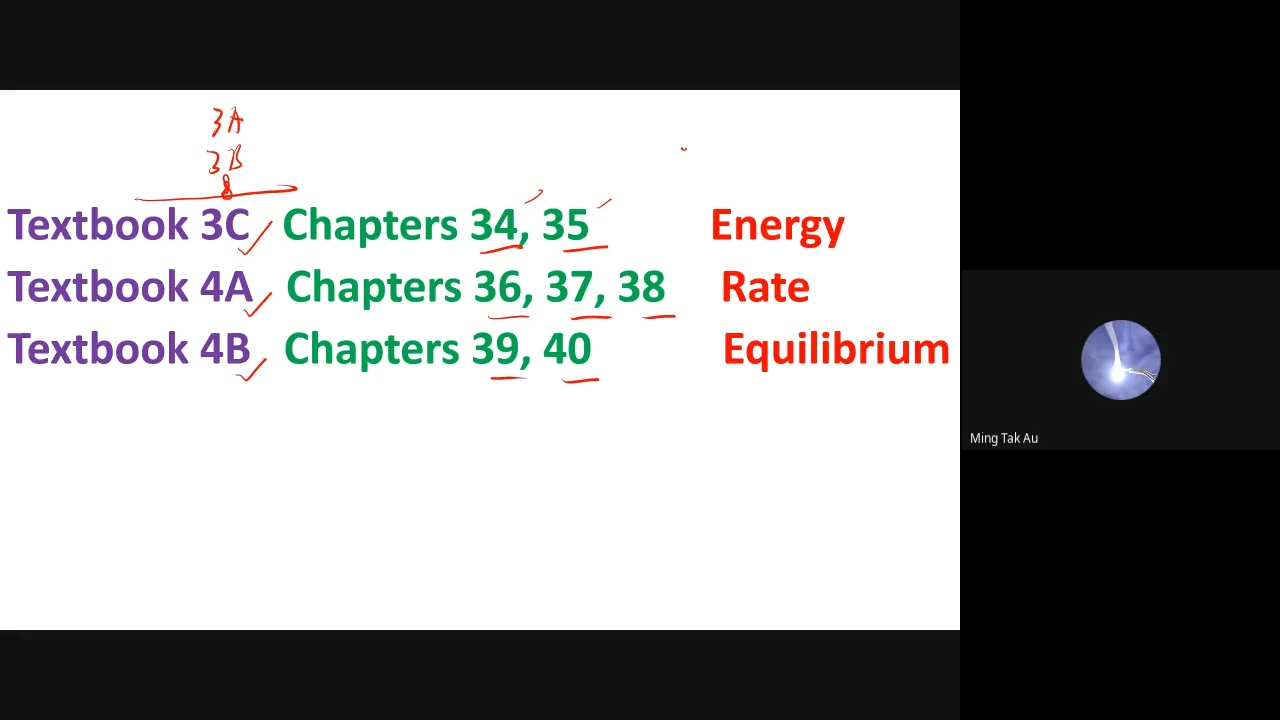 3A
3B
8
Textbook 3C Chapters 34, 35 Energy
Textbook 4A Chapters 36, 37, 38 Rate
Textbook 4B Chapters 39, 40 Equilibrium
Ming Tak Au